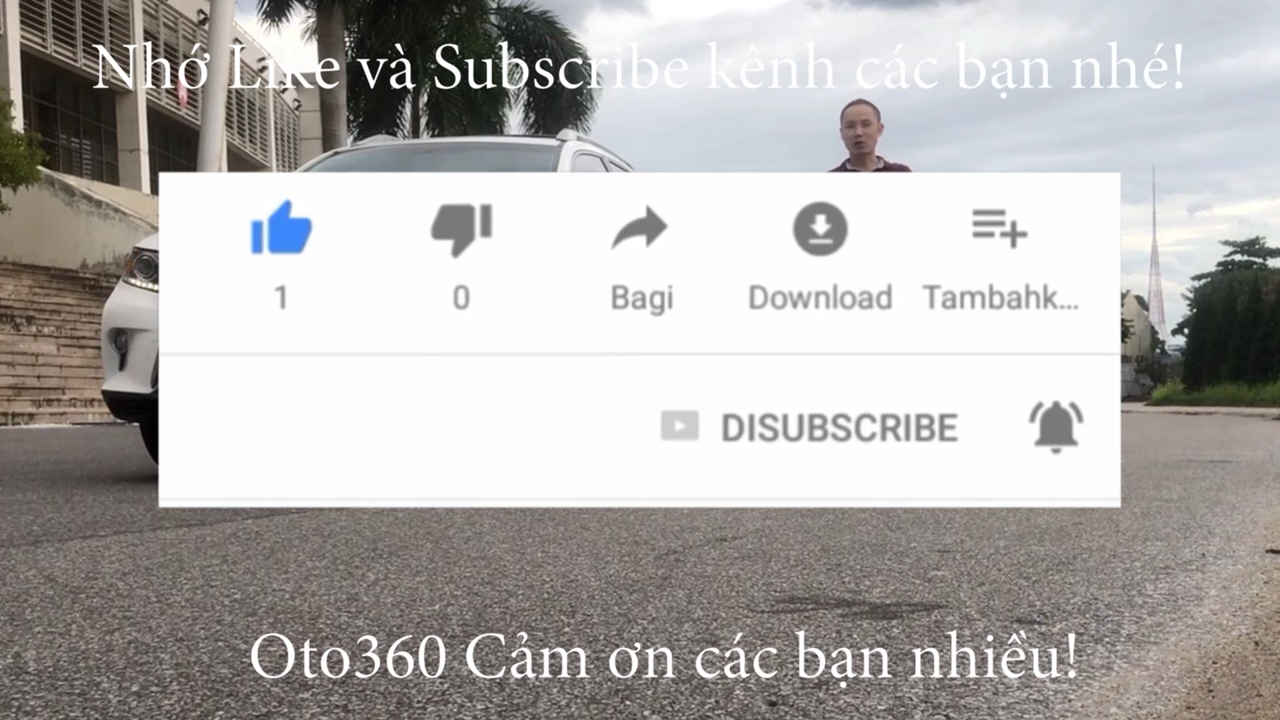 Nhớ Like và Subscribe kênh các bạn nhé!
1 0 Bagi Download Tambahk...
DISUBSCRIBE
Oto360 Cảm ơn các bạn nhiều!